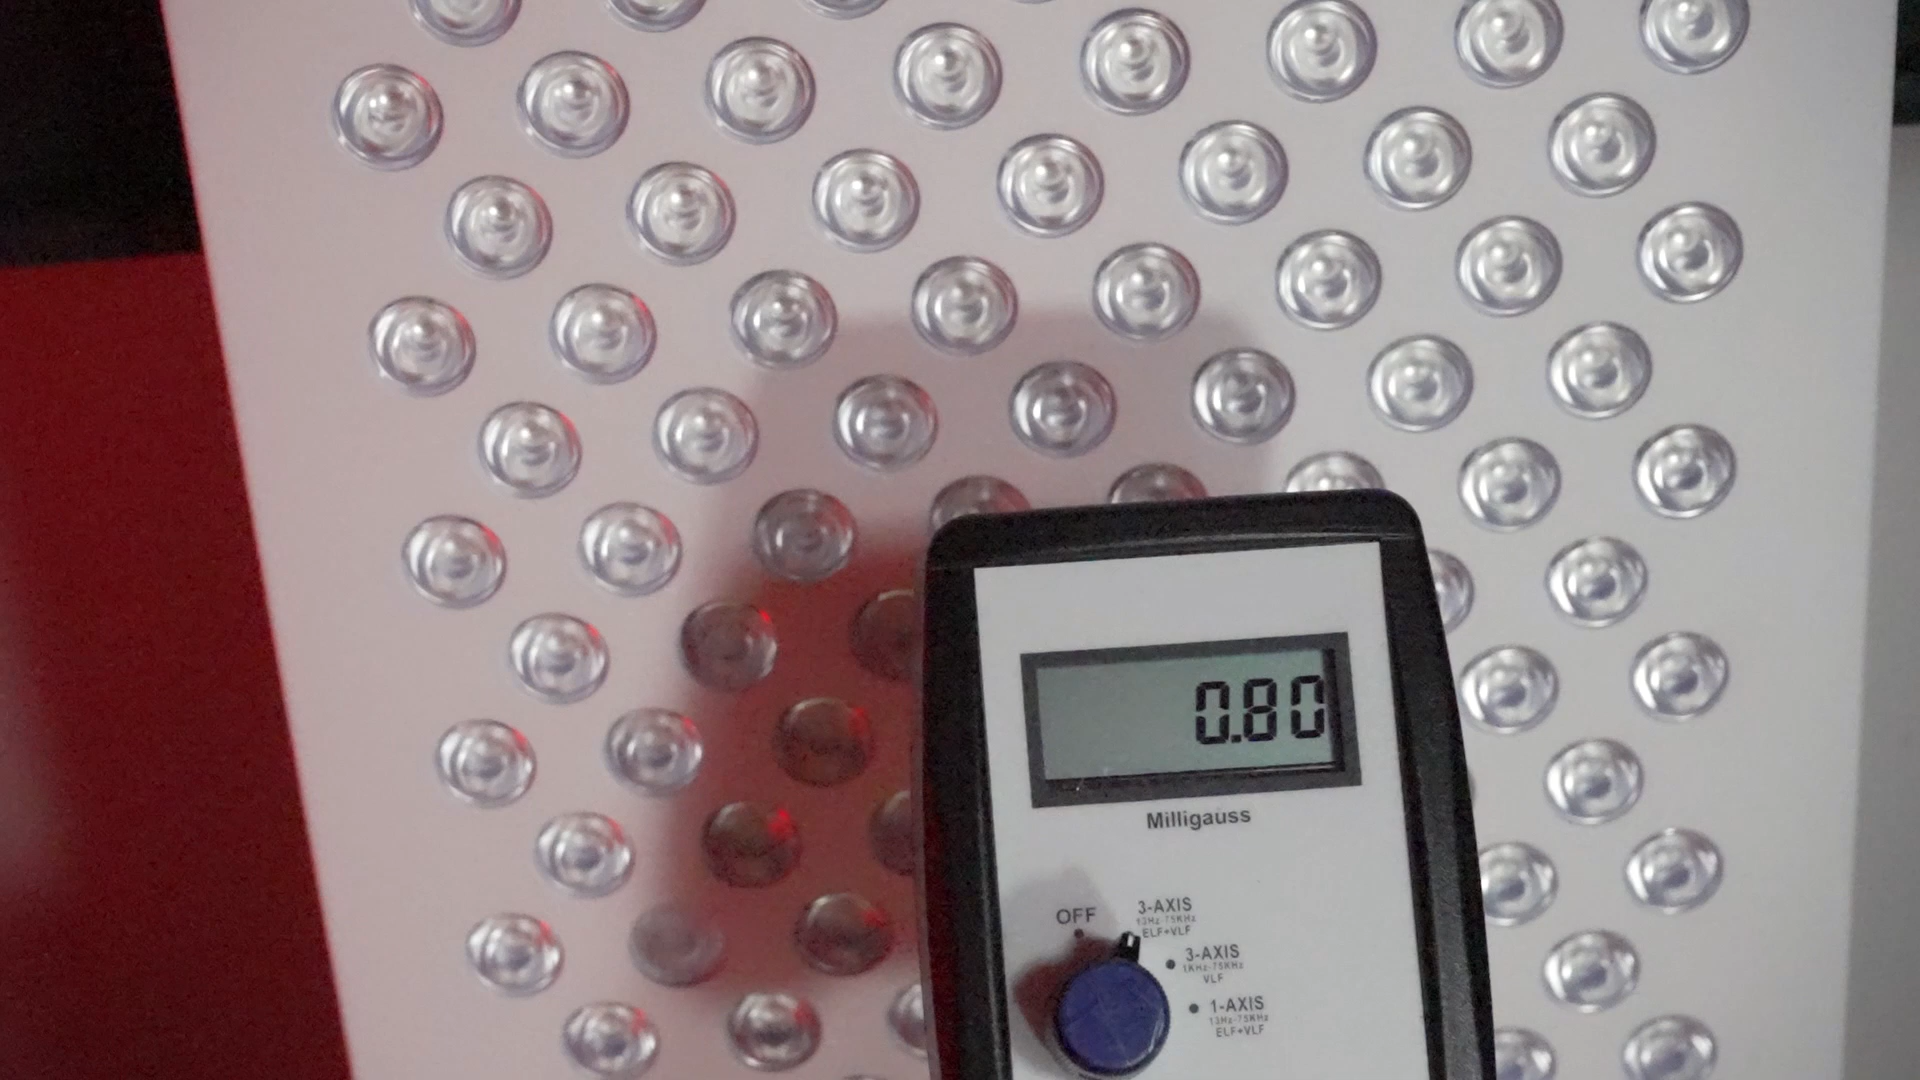 0.80
Milligauss
OFF
3-AXIS
13Hz-75KHz
ELF+VLF
3-AXIS
1KHz-75KHz
VLF
1-AXIS
13Hz-75KHz
ELF+VLF